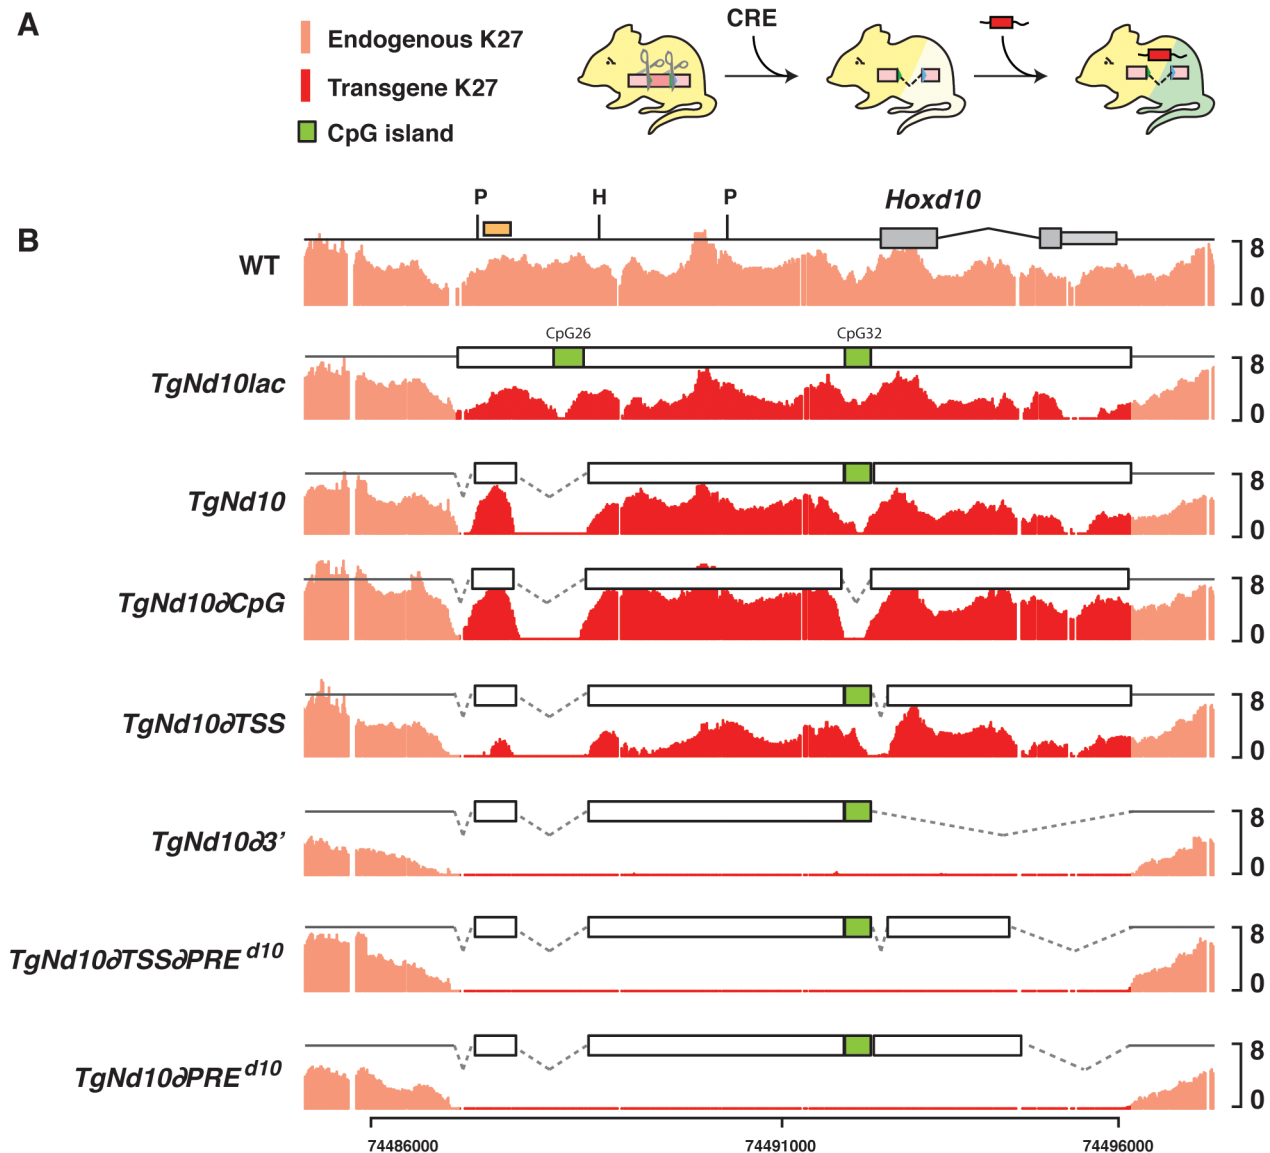 A
Endogenous K27
Transgene K27
CpG island
CRE
B
P H P Hoxd10
WT
8
0
CpG26 CpG32
TgNd10lac
8
0
TgNd10
8
0
TgNd10∂CpG
8
0
TgNd10∂TSS
8
0
TgNd10∂3’
8
0
TgNd10∂TSS∂PRE d10
8
0
TgNd10∂PRE d10
8
0
74486000 74491000 74496000